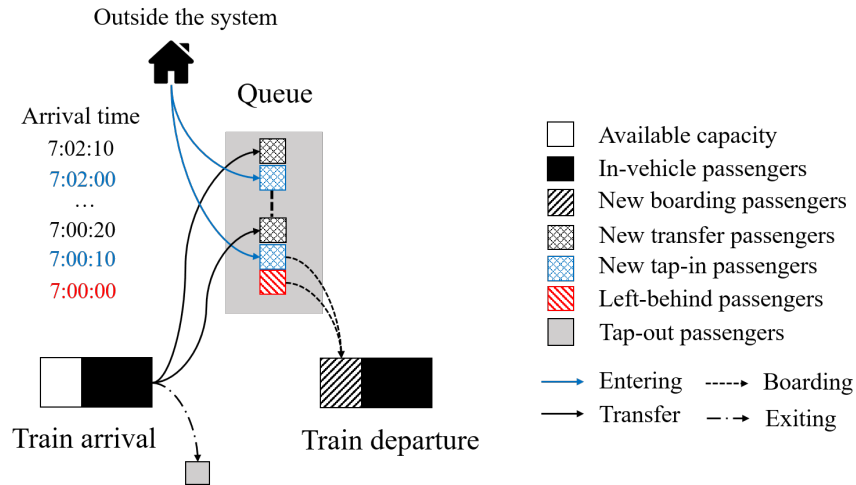 Outside the system
Queue
Arrival time
7:02:10
7:02:00
...
7:00:20
7:00:10
7:00:00
Train arrival
Train departure
Available capacity
In-vehicle passengers
New boarding passengers
New transfer passengers
New tap-in passengers
Left-behind passengers
Tap-out passengers
Entering
Boarding
Transfer
Exiting